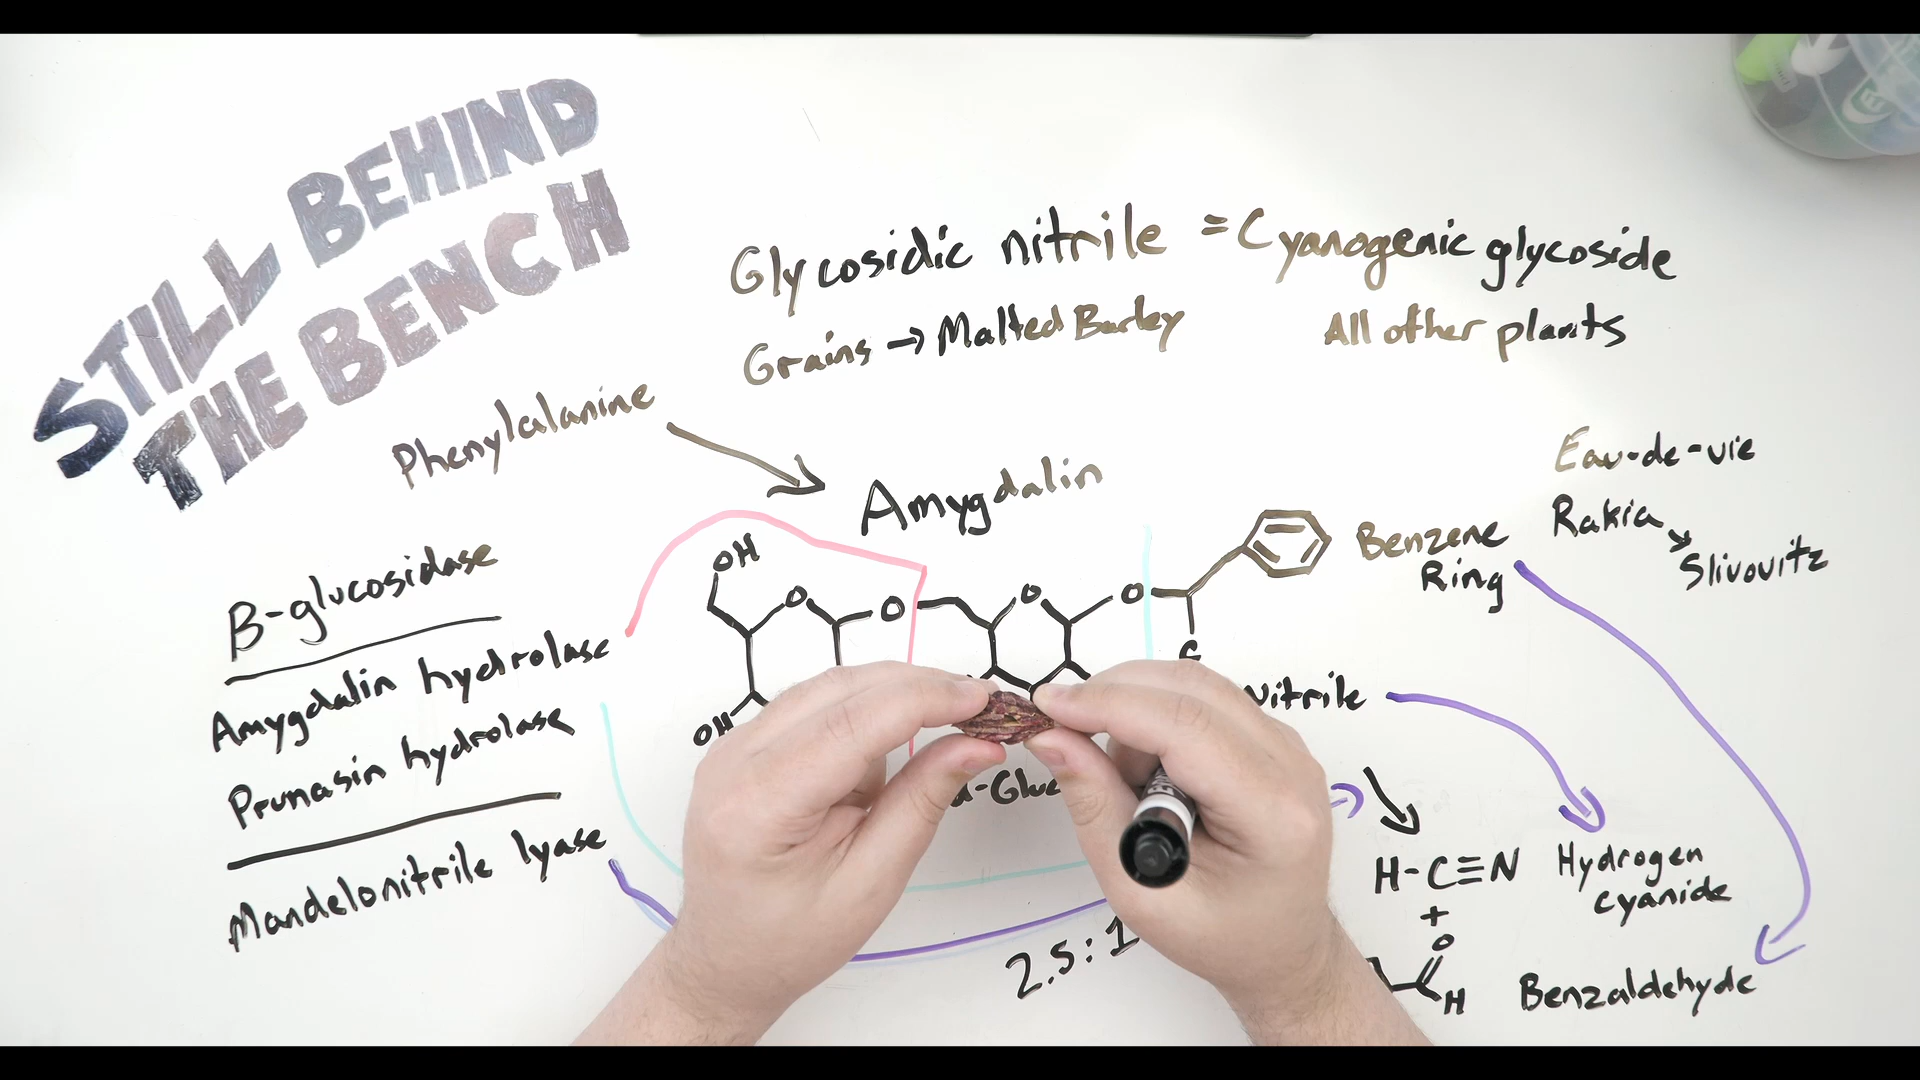 STILL BEHIND
THE BENCH
Glycosidic nitrile = Cyanogenic glycoside
Grains → Malted Barley
All other plants
Phenylalanine
Amygdalin
Eau-de-vie
Rakia
Slivovitz
Benzene
Ring
OH
O
O
O
O
C
OH
B-glucosidase
Amygdalin hydrolase
Prunasin hydrolase
Mandelonitrile lyase
Nitrile
2.5:1
H-C≡N
Hydrogen
cyanide
+
O
H
Benzaldehyde